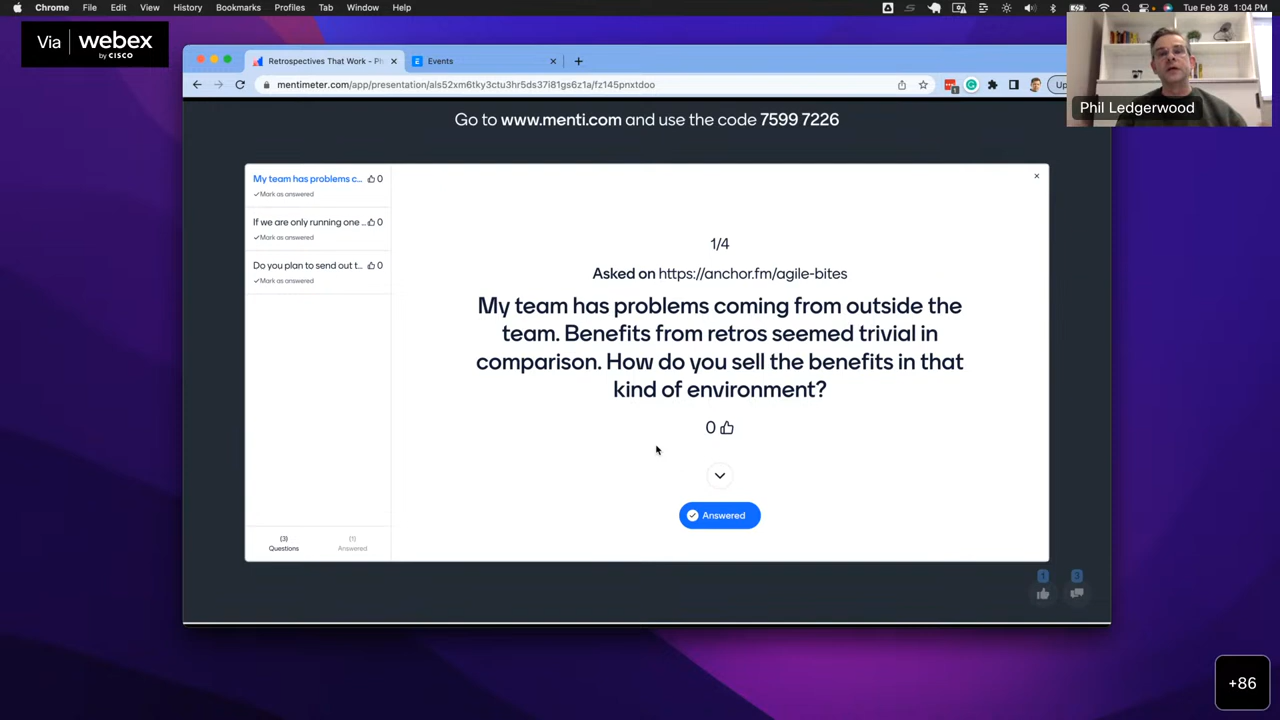 Chrome File Edit View History Bookmarks Profiles Tab Window Help
Tue Feb 28 1:04 PM
Via webex
by CISCO
Retrospectives That Work - Ph
Events
mentimeter.com/app/presentation/als52xm6tky3ctu3hr5ds37i81gs6z1a/fz145pnxtdoo
Phil Ledgerwood
Go to www.menti.com and use the code 7599 7226
My team has problems c... 0
Mark as answered
If we are only running one ... 0
Mark as answered
Do you plan to send out t... 0
Mark as answered
(3)
Questions
(1)
Answered
1/4
Asked on https://anchor.fm/agile-bites
My team has problems coming from outside the
team. Benefits from retros seemed trivial in
comparison. How do you sell the benefits in that
kind of environment?
0
Answered
1 3
+86